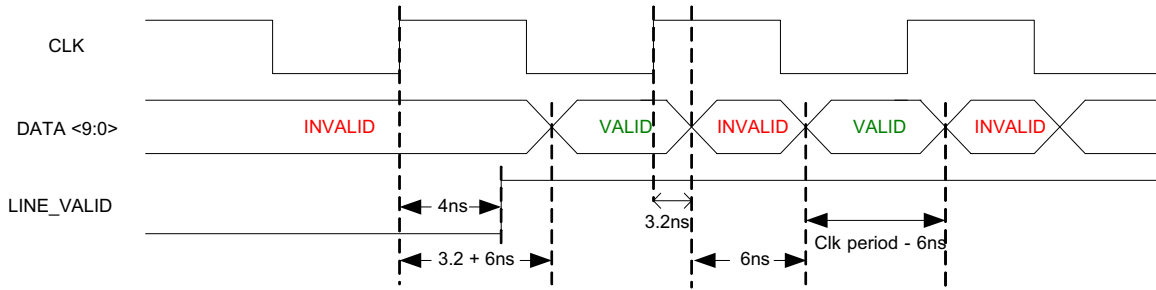 CLK
DATA <9:0>
INVALID
VALID
INVALID
VALID
INVALID
LINE_VALID
4ns
3.2ns
Clk period - 6ns
3.2 + 6ns
6ns